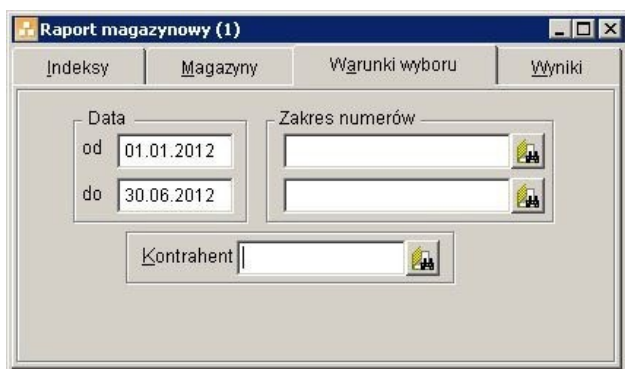 Raport magazynowy (1)
Indeksy Magazyny Warunki wyboru Wyniki
Data Zakres numerów
od 01.01.2012
do 30.06.2012
Kontrahent